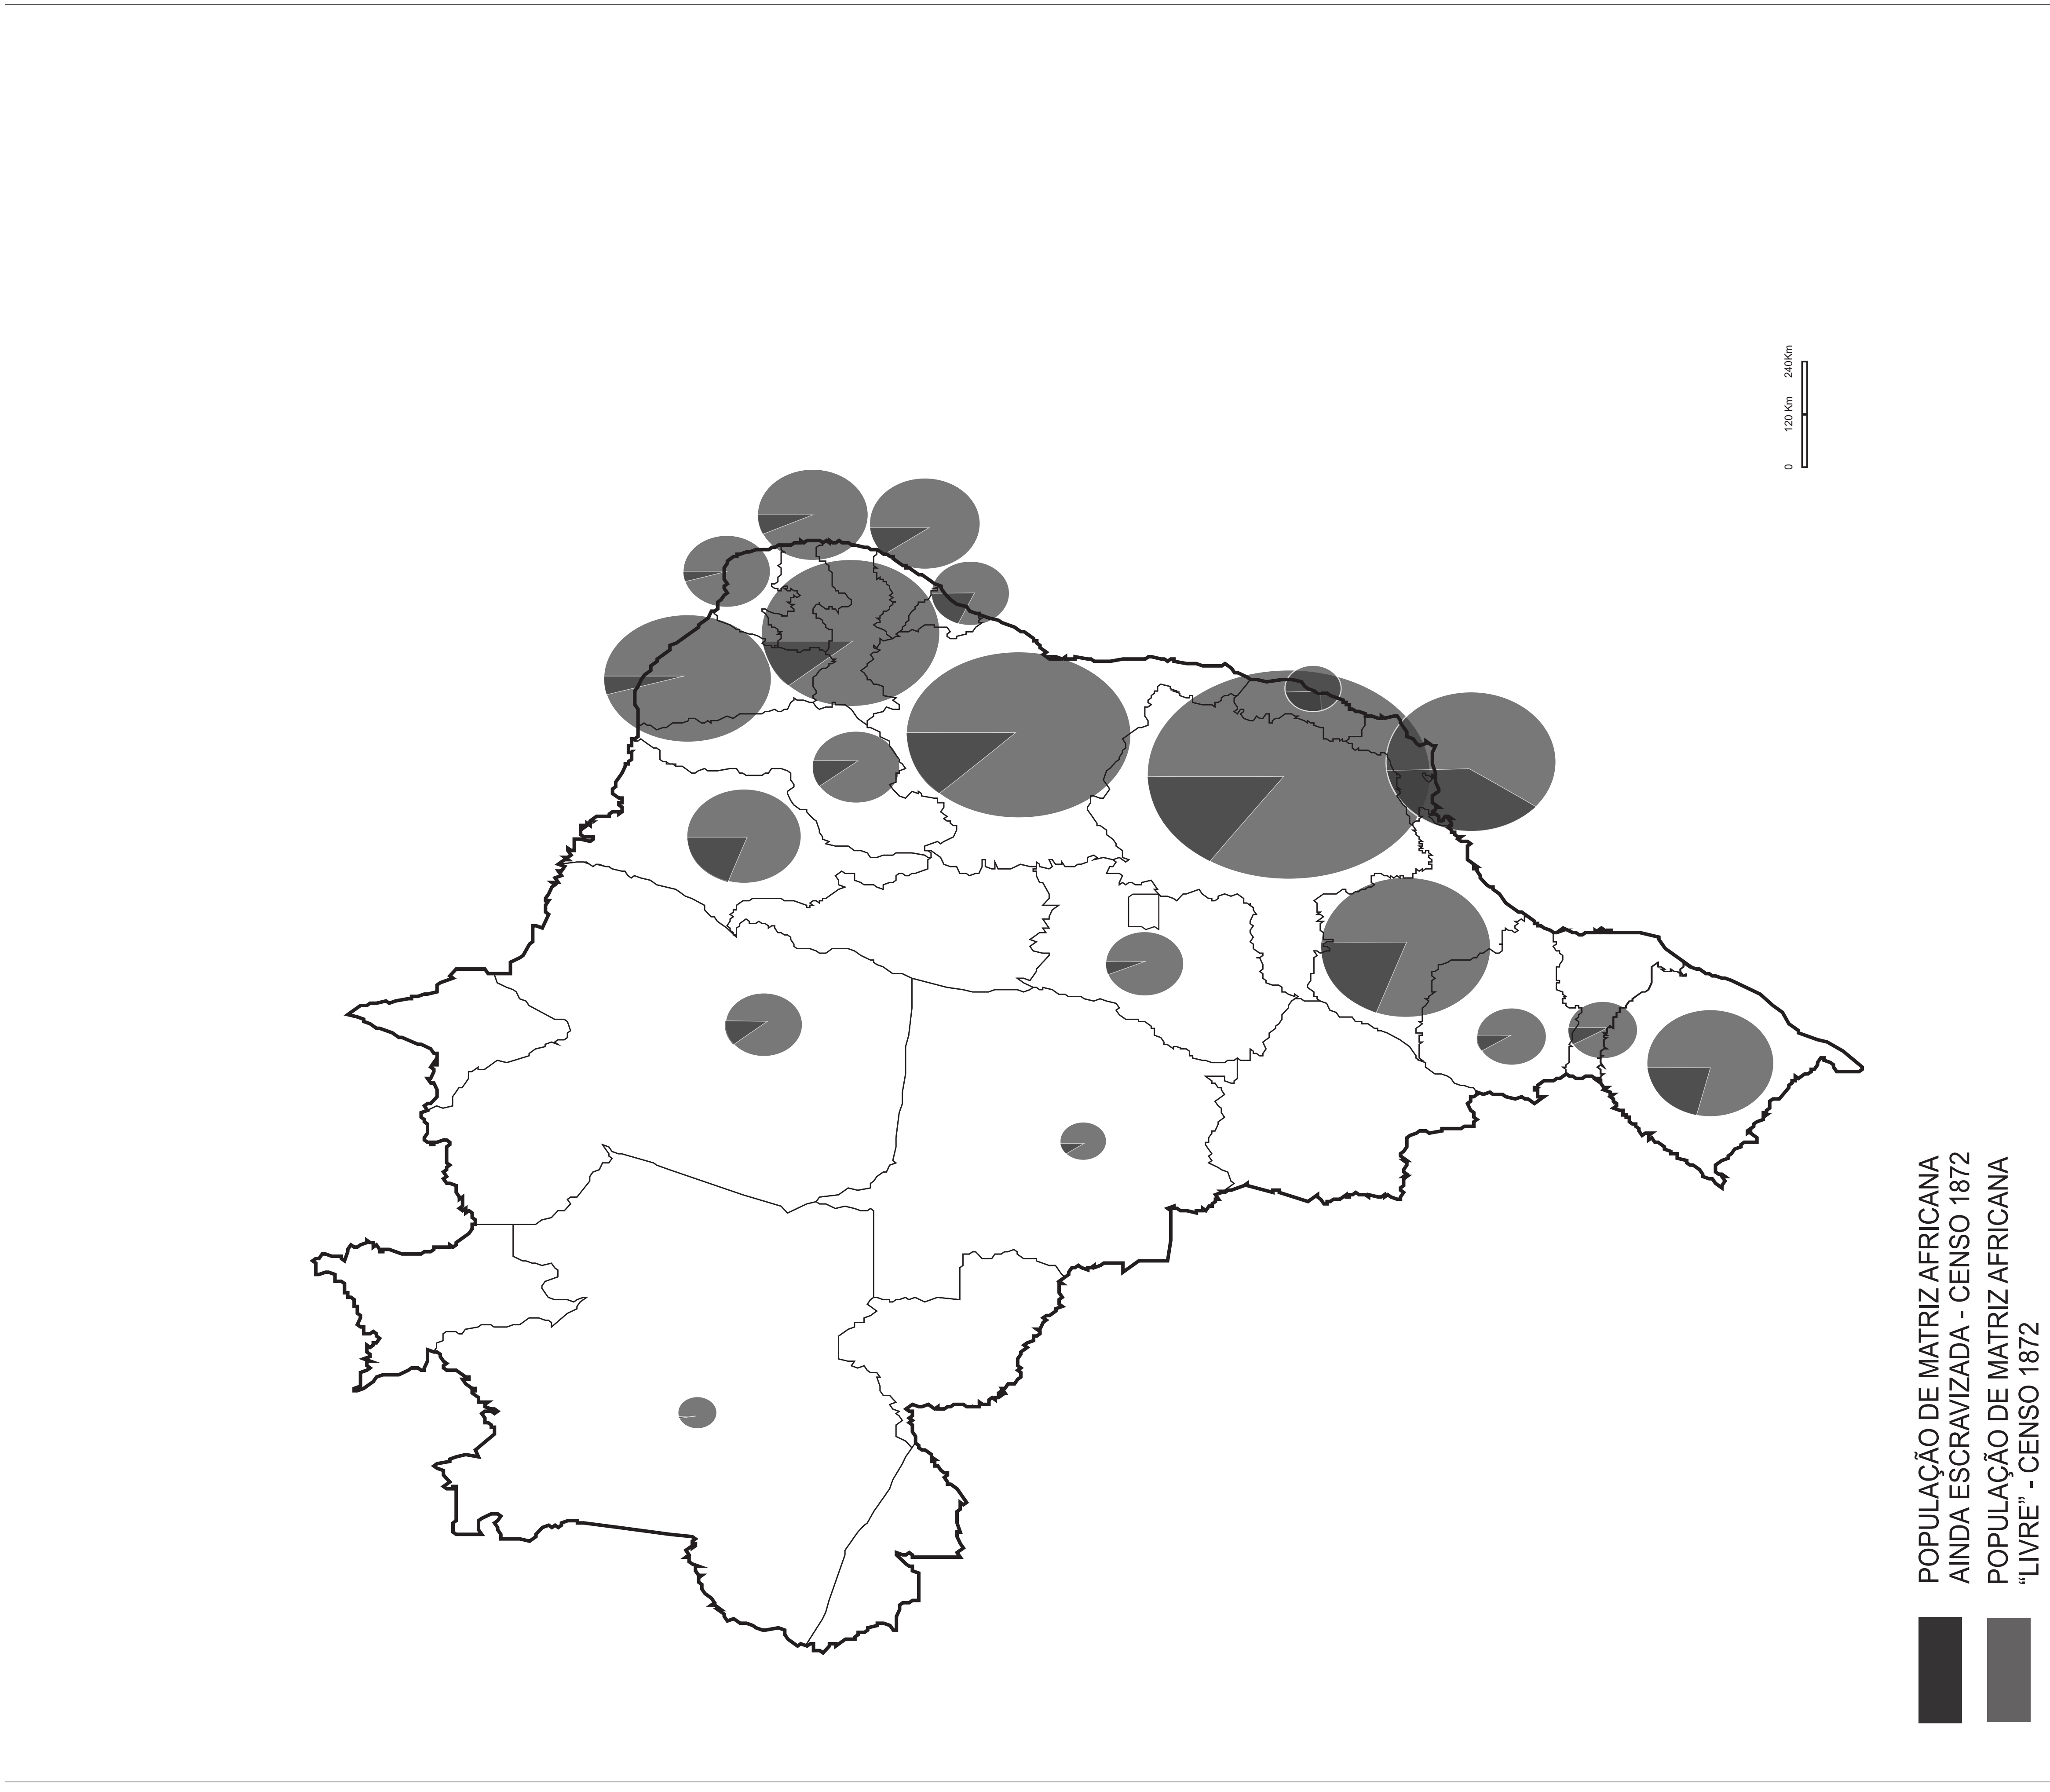 0 120 Km 240Km
POPULAÇÃO DE MATRIZ AFRICANA
AINDA ESCRAVIZADA - CENSO 1872
POPULAÇÃO DE MATRIZ AFRICANA
“LIVRE” - CENSO 1872